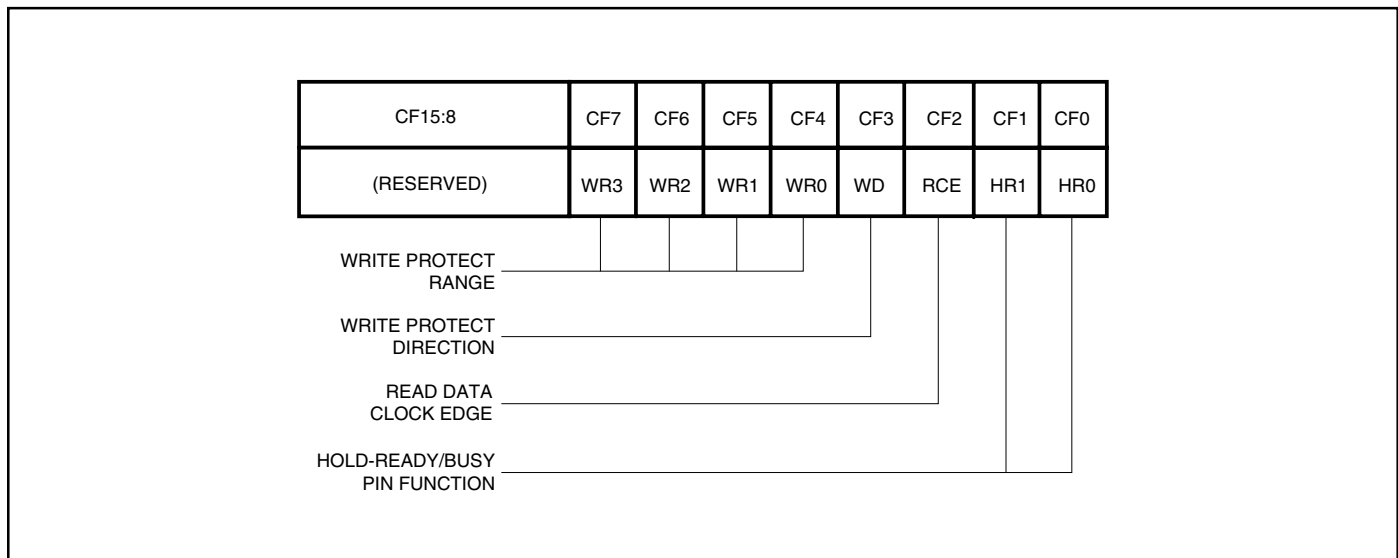 CF15:8 CF7 CF6 CF5 CF4 CF3 CF2 CF1 CF0
(RESERVED) WR3 WR2 WR1 WR0 WD RCE HR1 HR0
WRITE PROTECT
RANGE
WRITE PROTECT
DIRECTION
READ DATA
CLOCK EDGE
HOLD-READY/BUSY
PIN FUNCTION